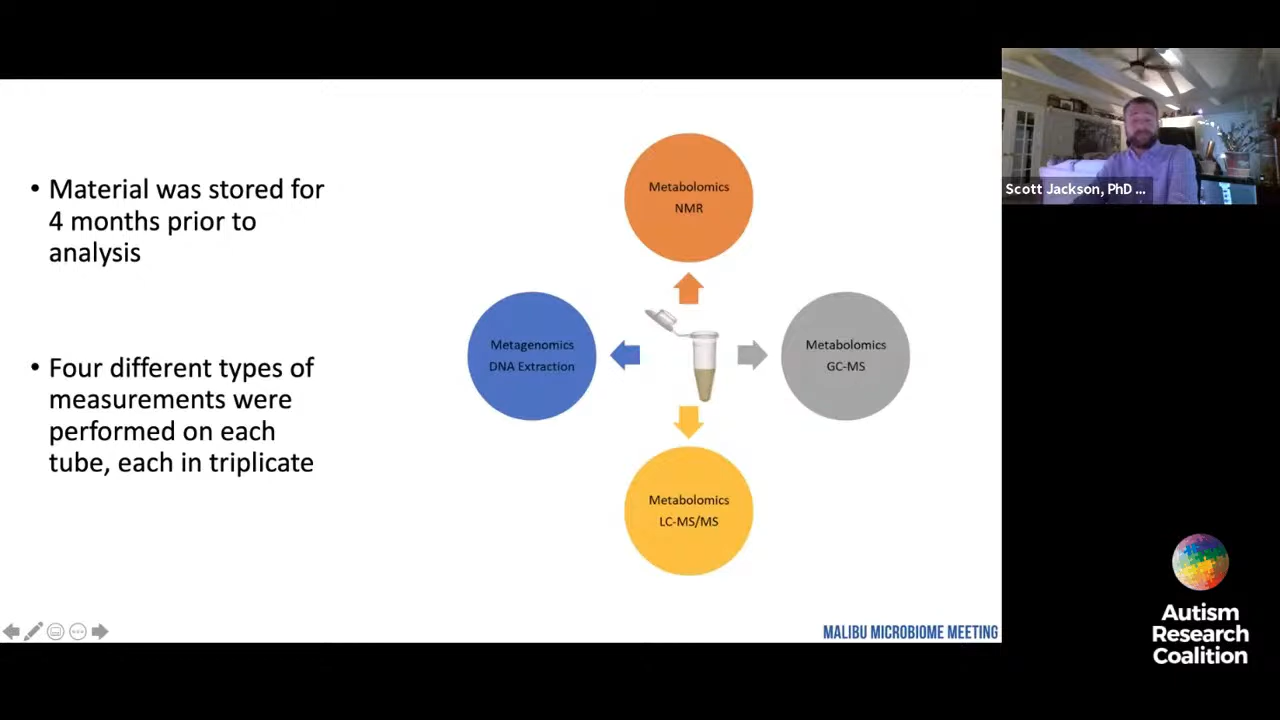 • Material was stored for
4 months prior to
analysis
• Four different types of
measurements were
performed on each
tube, each in triplicate
Metabolomics
NMR
Metagenomics
DNA Extraction
Metabolomics
GC-MS
Metabolomics
LC-MS/MS
MALIBU MICROBIOME MEETING
Scott Jackson, PhD ...
Autism
Research
Coalition